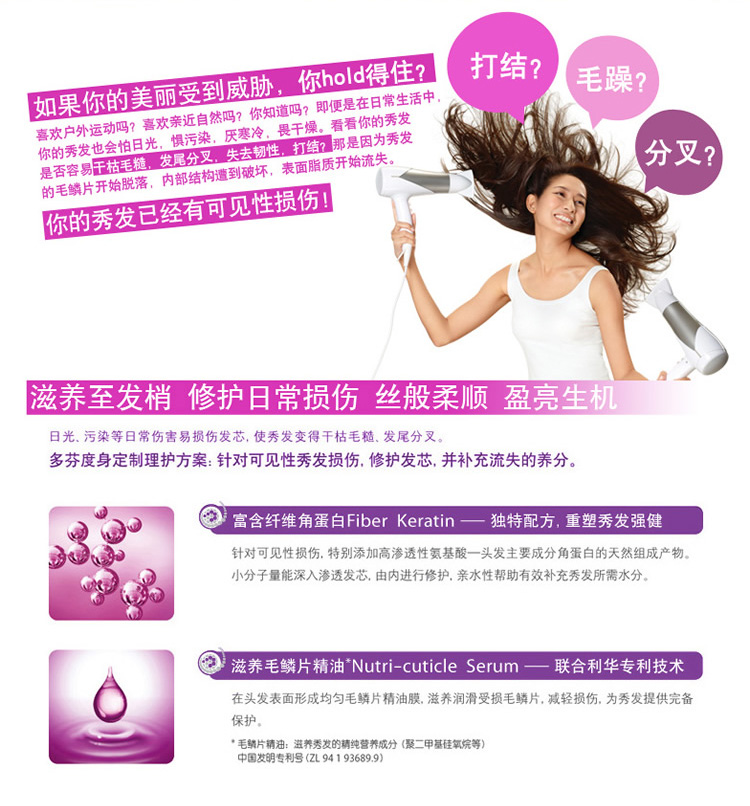 打结?
毛躁?
分叉?
如果你的美丽受到威胁，你hold得住?
喜欢户外运动吗? 喜欢亲近自然吗? 你知道吗? 即便是在日常生活中,
你的秀发也会怕日光，惧污染，厌寒冷，畏干燥。看看你的秀发
是否容易干枯毛糙，发尾分叉，失去韧性，打结? 那是因为秀发
的毛鳞片开始脱落，内部结构遭到破坏，表面脂质开始流失。
你的秀发已经有可见性损伤!
滋养至发梢 修护日常损伤 丝般柔顺 盈亮生机
日光、污染等日常伤害易损伤发芯, 使秀发变得干枯毛糙、发尾分叉。
多芬度身定制理护方案: 针对可见性秀发损伤, 修护发芯, 并补充流失的养分。
富含纤维角蛋白Fiber Keratin — 独特配方, 重塑秀发强健
针对可见性损伤, 特别添加高渗透性氨基酸—头发主要成分角蛋白的天然组成产物。
小分子量能深入渗透发芯, 由内进行修护, 亲水性帮助有效补充秀发所需水分。
滋养毛鳞片精油*Nutri-cuticle Serum — 联合利华专利技术
在头发表面形成均匀毛鳞片精油膜, 滋养润滑受损毛鳞片, 减轻损伤, 为秀发提供完备
保护。
* 毛鳞片精油: 滋养秀发的精纯营养成分 (聚二甲基硅氧烷等)
中国发明专利号 (ZL 94 1 93689.9)